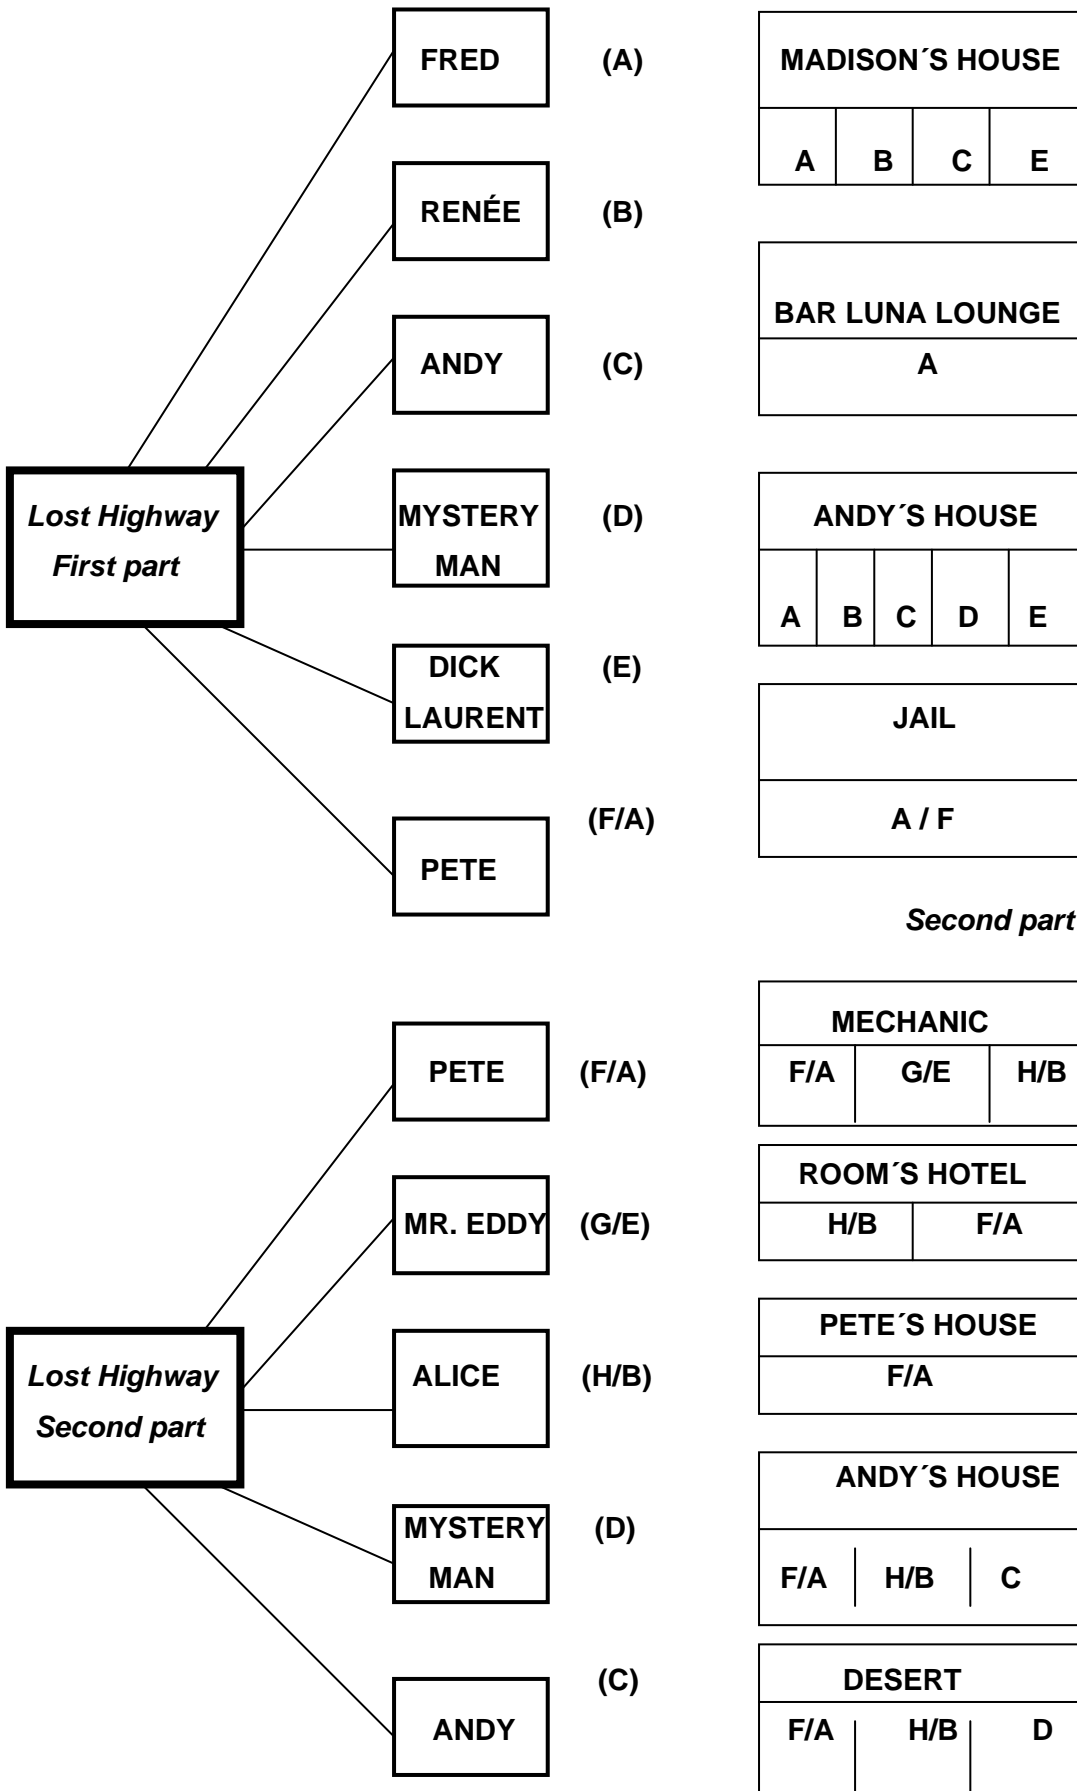 FRED (A) MADISON´S HOUSE
A B C E
RENÉE (B)
BAR LUNA LOUNGE
ANDY (C) A
Lost Highway
First part
MYSTERY (D) ANDY´S HOUSE
MAN
A B C D E
DICK (E)
LAURENT JAIL
(F/A) A / F
PETE
Second part
MECHANIC
PETE (F/A) F/A G/E H/B
ROOM´S HOTEL
MR. EDDY (G/E) H/B F/A
PETE´S HOUSE
Lost Highway
Second part
ALICE (H/B) F/A
ANDY´S HOUSE
MYSTERY (D)
MAN F/A H/B C
(C) DESERT
ANDY F/A H/B D